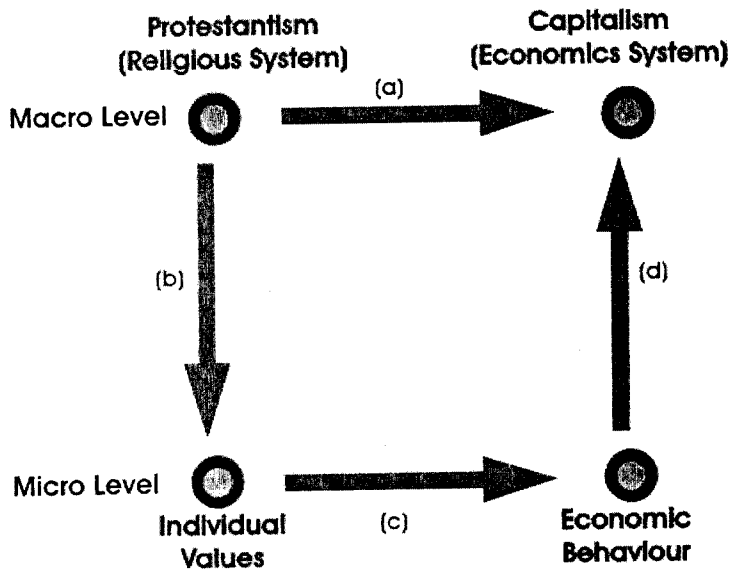 Protestantism
(Religious System)
Capitalism
(Economics System)
(a)
Macro Level
(b)
(d)
Micro Level
(c)
Individual
Values
Economic
Behaviour